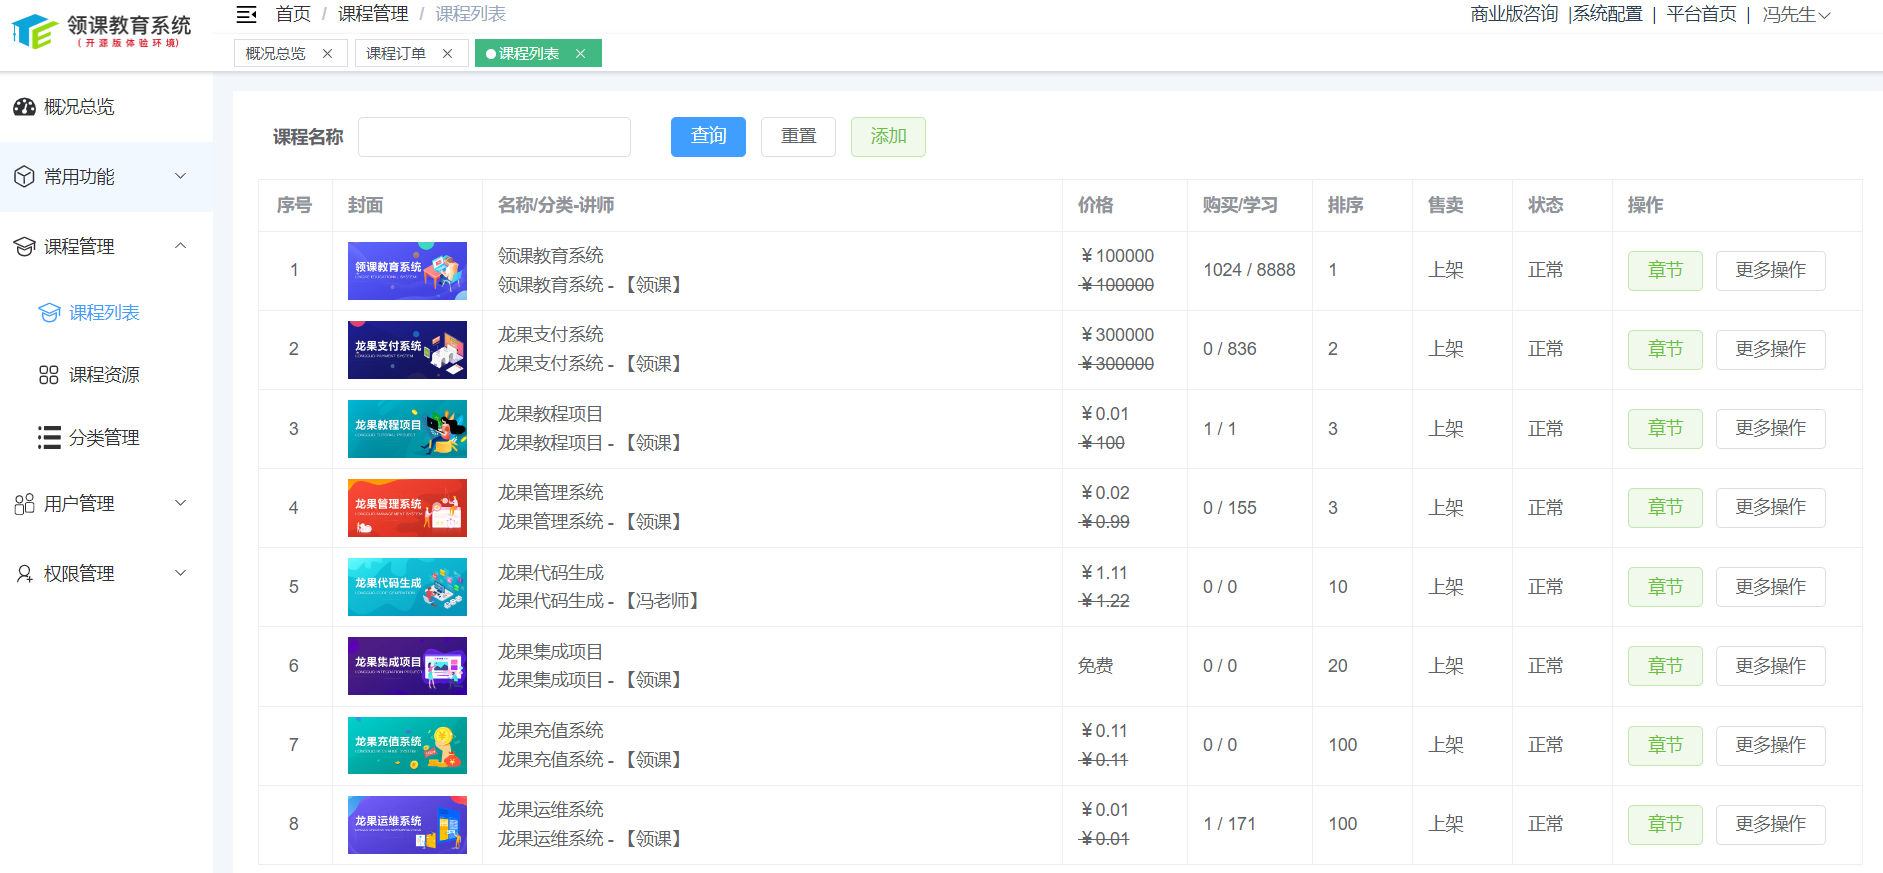 领课教育系统
(开源版体验环境)
首页 / 课程管理 / 课程列表
商业版咨询 |系统配置 | 平台首页 | 冯先生
概况总览 × 课程订单 × 课程列表 ×
概况总览
常用功能
课程管理
课程列表
课程资源
分类管理
用户管理
权限管理
课程名称 查询 重置 添加
序号 封面 名称/分类-讲师 价格 购买/学习 排序 售卖 状态 操作
1 领课教育系统 领课教育系统 ¥100000 1024 / 8888 1 上架 正常 章节 更多操作
领课教育系统 - 【领课】 ¥100000
2 龙果支付系统 龙果支付系统 ¥300000 0 / 836 2 上架 正常 章节 更多操作
龙果支付系统 - 【领课】 ¥300000
3 龙果教程项目 龙果教程项目 ¥0.01 1 / 1 3 上架 正常 章节 更多操作
龙果教程项目 - 【领课】 ¥100
4 龙果管理系统 龙果管理系统 ¥0.02 0 / 155 3 上架 正常 章节 更多操作
龙果管理系统 - 【领课】 ¥0.99
5 龙果代码生成 龙果代码生成 ¥1.11 0 / 0 10 上架 正常 章节 更多操作
龙果代码生成 - 【冯老师】 ¥1.22
6 龙果集成项目 龙果集成项目 免费 0 / 0 20 上架 正常 章节 更多操作
龙果集成项目 - 【领课】
7 龙果充值系统 龙果充值系统 ¥0.11 0 / 0 100 上架 正常 章节 更多操作
龙果充值系统 - 【领课】 ¥0.11
8 龙果运维系统 龙果运维系统 ¥0.01 1 / 171 100 上架 正常 章节 更多操作
龙果运维系统 - 【领课】 ¥0.01